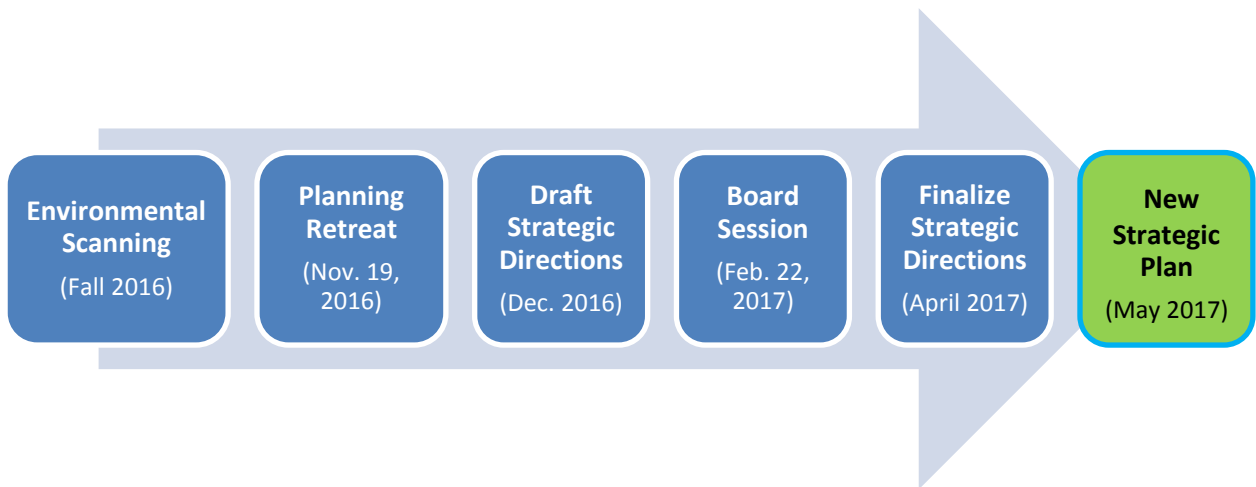 Environmental
Scanning
(Fall 2016)
Planning
Retreat
(Nov. 19,
2016)
Draft
Strategic
Directions
(Dec. 2016)
Board
Session
(Feb. 22,
2017)
Finalize
Strategic
Directions
(April 2017)
New
Strategic
Plan
(May 2017)